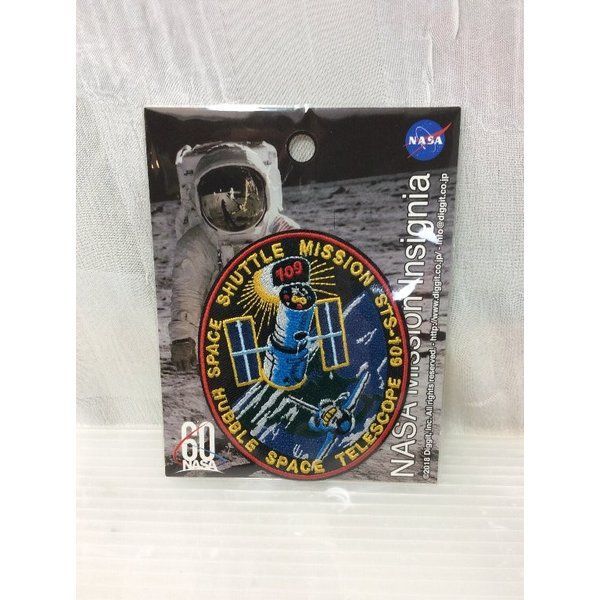 NASA
SPACE SHUTTLE MISSION STS-109
109
HUBBLE SPACE TELESCOPE
60
NASA
NASA Mission Insignia
©2018 Diggit, Inc. All rights reserved - http://www.diggit.co.jp/ - info@diggit.co.jp